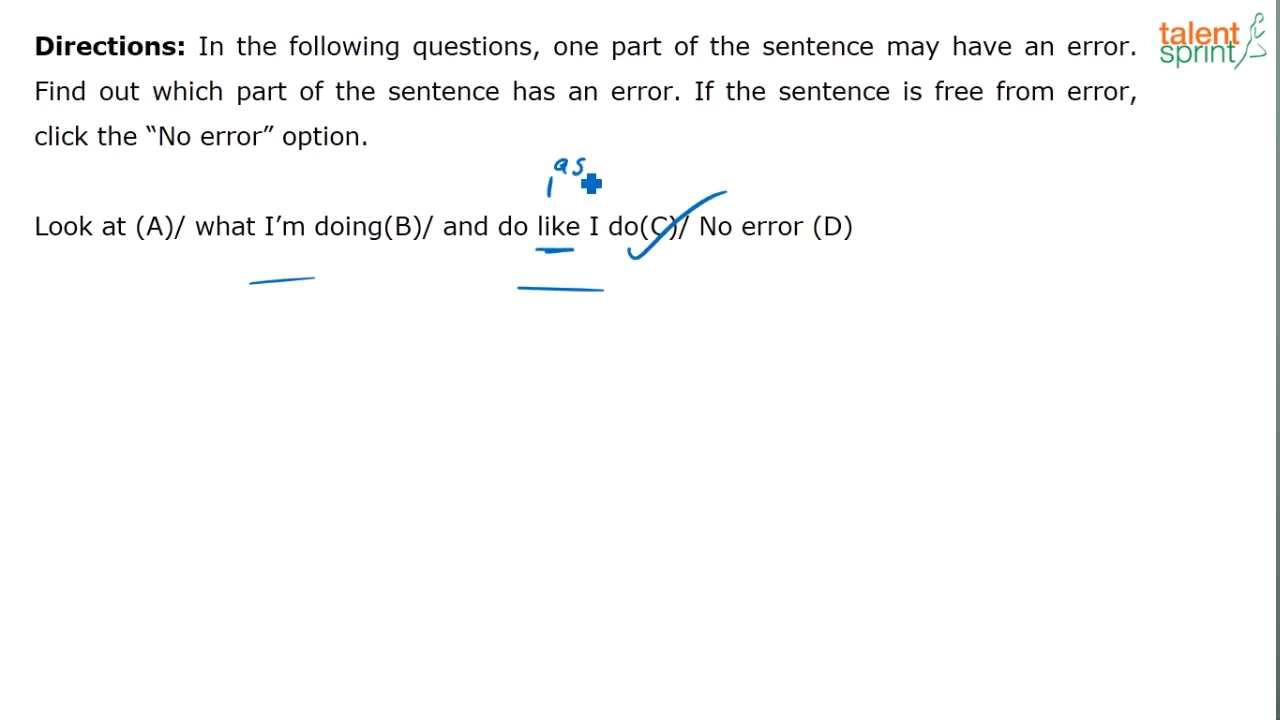 Directions: In the following questions, one part of the sentence may have an error.
Find out which part of the sentence has an error. If the sentence is free from error,
click the “No error” option.
talent
sprint
as
Look at (A)/ what I’m doing(B)/ and do like I do(C)/ No error (D)